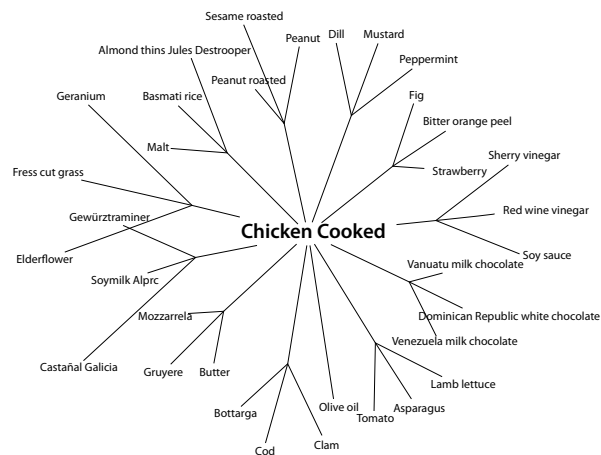 Sesame roasted
Peanut
Dill
Mustard
Almond thins Jules Destrooper
Peanut roasted
Peppermint
Geranium
Basmati rice
Fig
Bitter orange peel
Malt
Sherry vinegar
Fress cut grass
Strawberry
Gewürztraminer
Red wine vinegar
Chicken Cooked
Elderflower
Soy sauce
Vanuatu milk chocolate
Soymilk Alprc
Mozzarrela
Dominican Republic white chocolate
Venezuela milk chocolate
Castañal Galicia
Gruyere
Butter
Lamb lettuce
Bottarga
Olive oil
Asparagus
Tomato
Clam
Cod